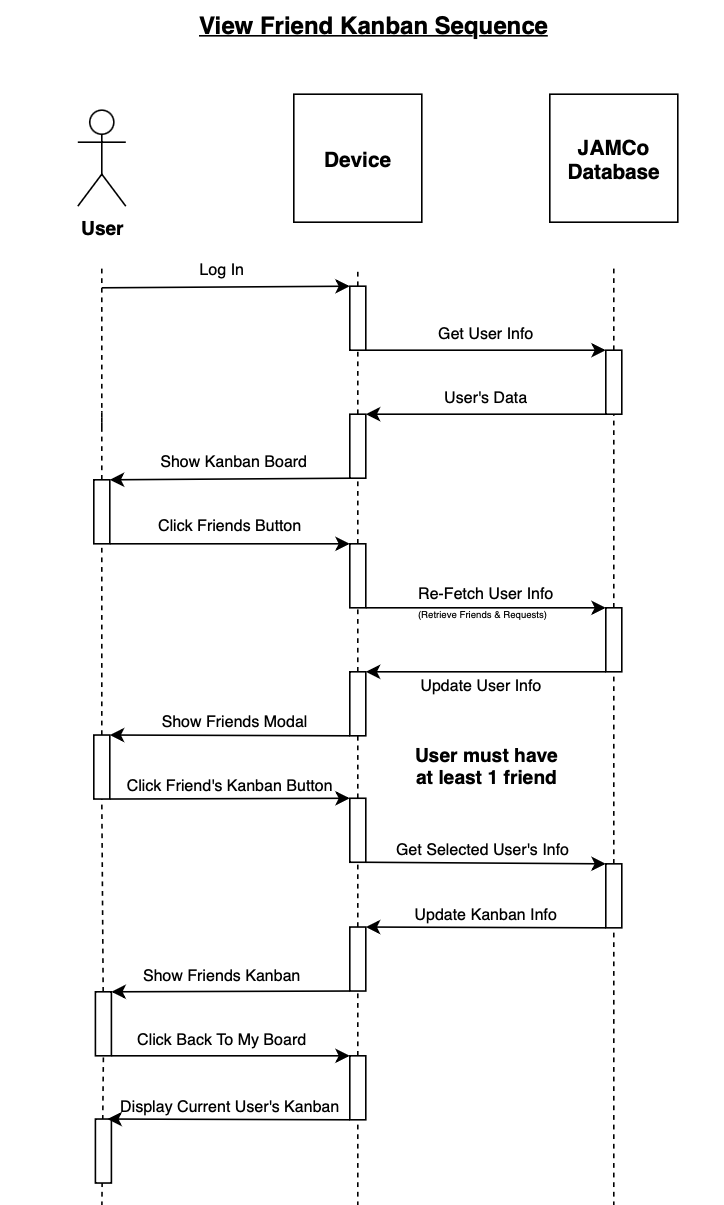 View Friend Kanban Sequence
User
Device
JAMCo
Database
Log In
Get User Info
User's Data
Show Kanban Board
Click Friends Button
Re-Fetch User Info
(Retrieve Friends & Requests)
Update User Info
Show Friends Modal
User must have
at least 1 friend
Click Friend's Kanban Button
Get Selected User's Info
Update Kanban Info
Show Friends Kanban
Click Back To My Board
Display Current User's Kanban